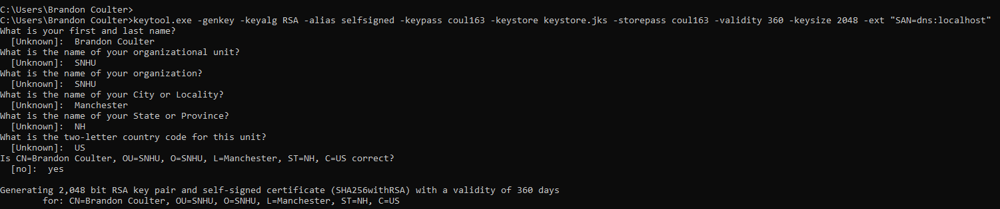 C:\Users\Brandon Coulter>
C:\Users\Brandon Coulter>keytool.exe -genkey -keyalg RSA -alias selfsigned -keypass coul163 -keystore keystore.jks -storepass coul163 -validity 360 -keysize 2048 -ext "SAN=dns:localhost"
What is your first and last name?
  [Unknown]:  Brandon Coulter
What is the name of your organizational unit?
  [Unknown]:  SNHU
What is the name of your organization?
  [Unknown]:  SNHU
What is the name of your City or Locality?
  [Unknown]:  Manchester
What is the name of your State or Province?
  [Unknown]:  NH
What is the two-letter country code for this unit?
  [Unknown]:  US
Is CN=Brandon Coulter, OU=SNHU, O=SNHU, L=Manchester, ST=NH, C=US correct?
  [no]:  yes

Generating 2,048 bit RSA key pair and self-signed certificate (SHA256withRSA) with a validity of 360 days
        for: CN=Brandon Coulter, OU=SNHU, O=SNHU, L=Manchester, ST=NH, C=US